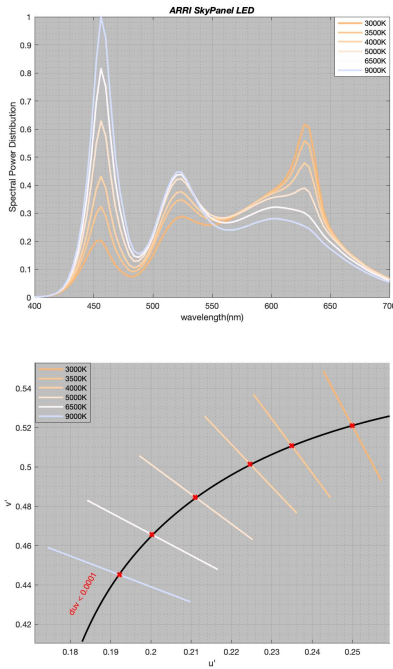 ARRI SkyPanel LED
1
0.9
0.8
0.7
0.6
0.5
0.4
0.3
0.2
0.1
0
Spectral Power Distribution
3000K
3500K
4000K
5000K
6500K
9000K
400 450 500 550 600 650 700
wavelength(nm)
3000K
3500K
4000K
5000K
6500K
9000K
0.54
0.52
0.5
0.48
0.46
0.44
0.42
v'
duv < 0.0001
0.18 0.19 0.2 0.21 0.22 0.23 0.24 0.25
u'